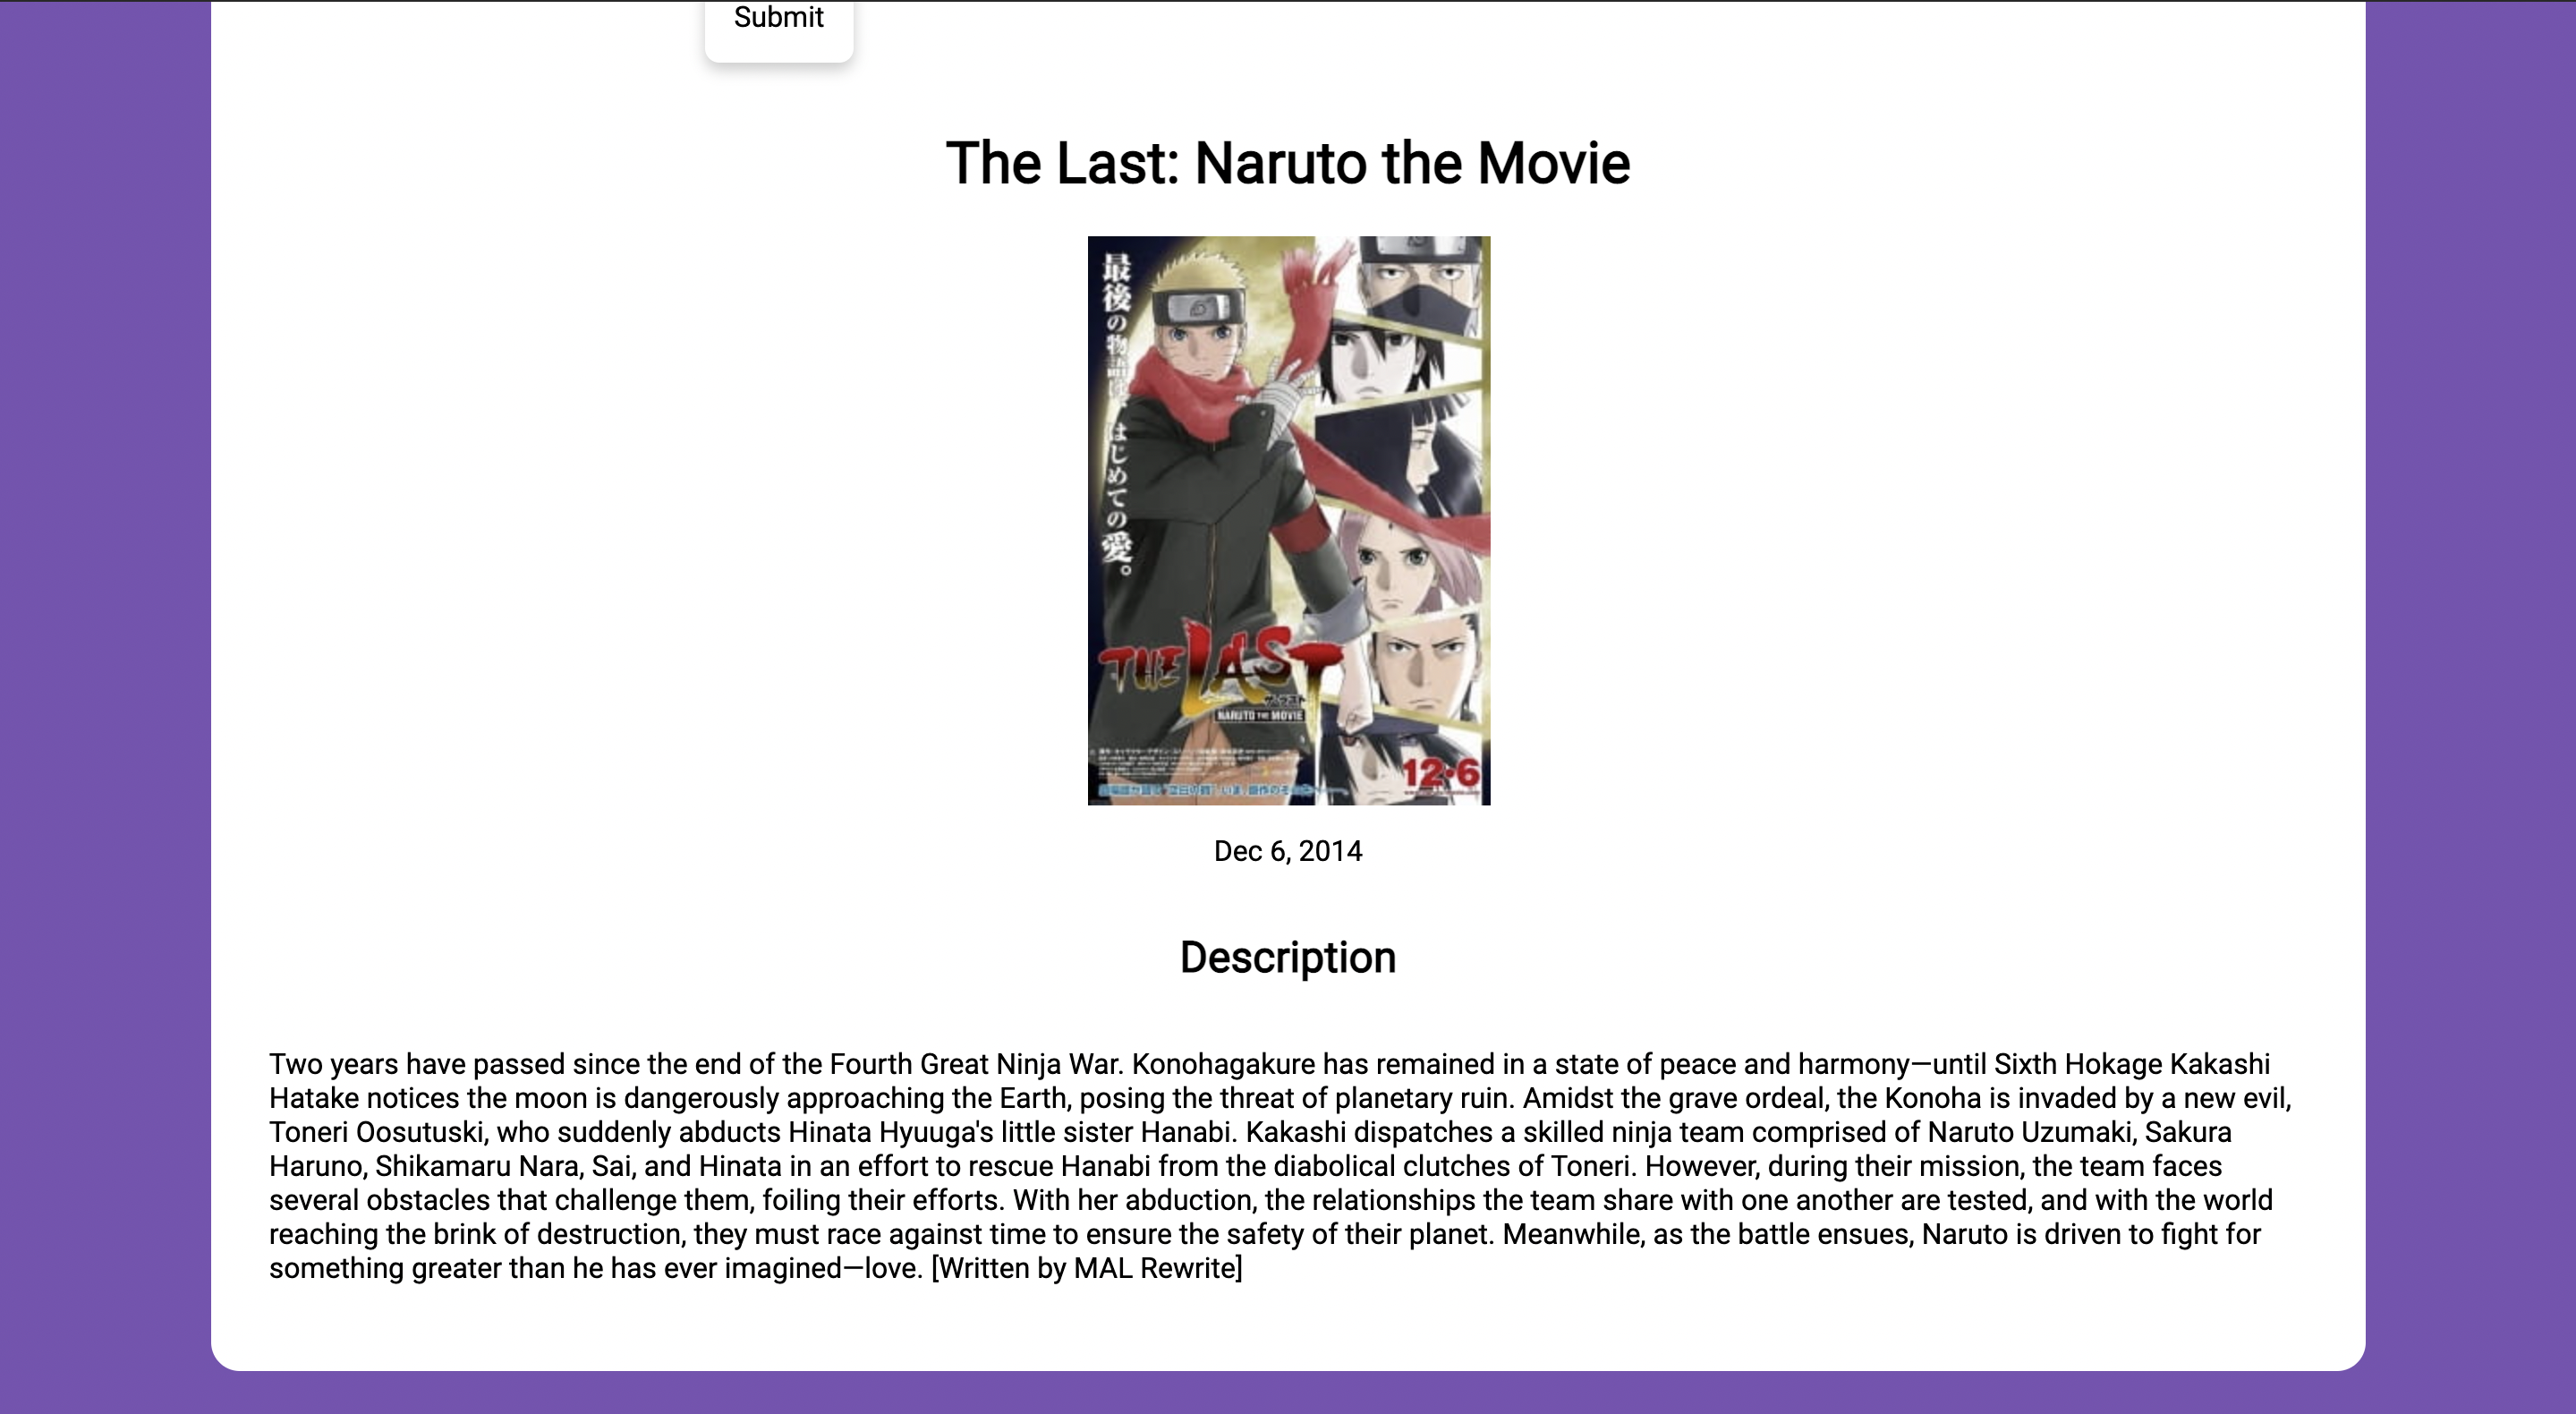 Submit
The Last: Naruto the Movie
最後の物語は、はじめての愛。
THE LAST
ザ・ラスト
NARUTO THE MOVIE
12・6
Dec 6, 2014
Description
Two years have passed since the end of the Fourth Great Ninja War. Konohagakure has remained in a state of peace and harmony—until Sixth Hokage Kakashi
Hatake notices the moon is dangerously approaching the Earth, posing the threat of planetary ruin. Amidst the grave ordeal, the Konoha is invaded by a new evil,
Toneri Oosutuski, who suddenly abducts Hinata Hyuuga's little sister Hanabi. Kakashi dispatches a skilled ninja team comprised of Naruto Uzumaki, Sakura
Haruno, Shikamaru Nara, Sai, and Hinata in an effort to rescue Hanabi from the diabolical clutches of Toneri. However, during their mission, the team faces
several obstacles that challenge them, foiling their efforts. With her abduction, the relationships the team share with one another are tested, and with the world
reaching the brink of destruction, they must race against time to ensure the safety of their planet. Meanwhile, as the battle ensues, Naruto is driven to fight for
something greater than he has ever imagined—love. [Written by MAL Rewrite]